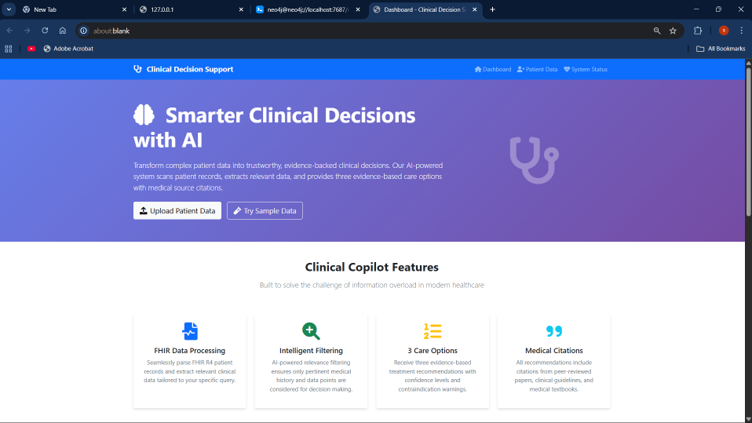 New Tab
127.0.0.1
neo4j@neo4j://localhost:7687/
Dashboard - Clinical Decision S
about:blank
Adobe Acrobat
All Bookmarks
Clinical Decision Support
Dashboard
Patient Data
System Status
Smarter Clinical Decisions
with AI
Transform complex patient data into trustworthy, evidence-backed clinical decisions. Our AI-powered
system scans patient records, extracts relevant data, and provides three evidence-based care options
with medical source citations.
Upload Patient Data
Try Sample Data
Clinical Copilot Features
Built to solve the challenge of information overload in modern healthcare
FHIR Data Processing
Seamlessly parse FHIR R4 patient
records and extract relevant clinical
data tailored to your specific query.
Intelligent Filtering
AI-powered relevance filtering
ensures only pertinent medical
history and data points are
considered for decision making.
3 Care Options
Receive three evidence-based
treatment recommendations with
confidence levels and
contraindication warnings.
Medical Citations
All recommendations include
citations from peer-reviewed
papers, clinical guidelines, and
medical textbooks.